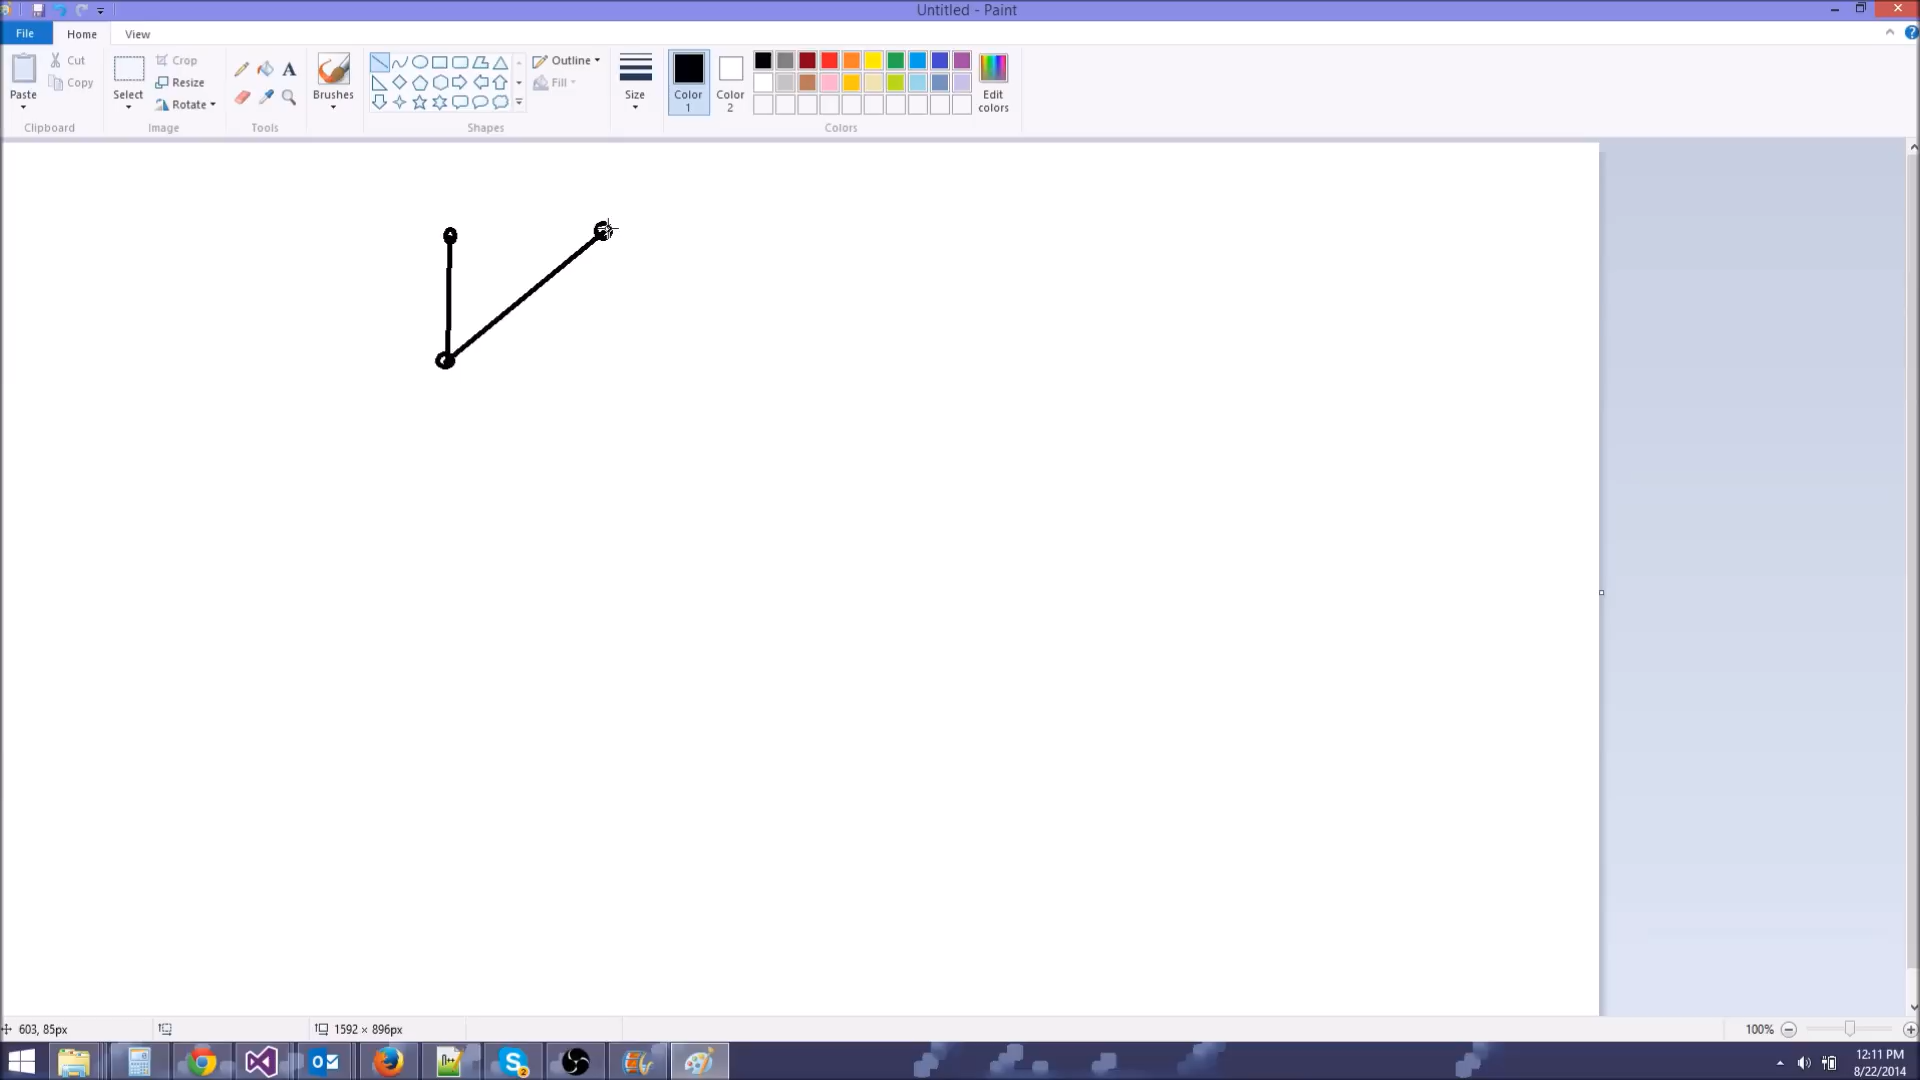 Untitled - Paint
File Home View
Paste
Cut
Copy
Clipboard
Select
Crop
Resize
Rotate
Image
A
Tools
Brushes
Shapes
Outline
Fill
Size
Color 1
Color 2
Edit colors
Colors
603, 85px
1592 × 896px
100%
12:11 PM
8/22/2014